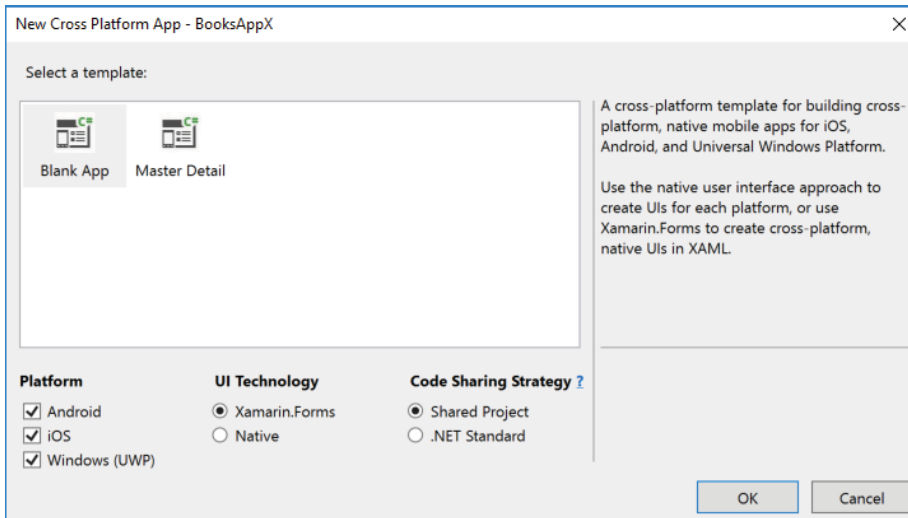 New Cross Platform App - BooksAppX
Select a template:
C#
Blank App
C#
Master Detail
A cross-platform template for building cross-
platform, native mobile apps for iOS,
Android, and Universal Windows Platform.
Use the native user interface approach to
create UIs for each platform, or use
Xamarin.Forms to create cross-platform,
native UIs in XAML.
Platform
Android
iOS
Windows (UWP)
UI Technology
Xamarin.Forms
Native
Code Sharing Strategy ?
Shared Project
.NET Standard
OK
Cancel